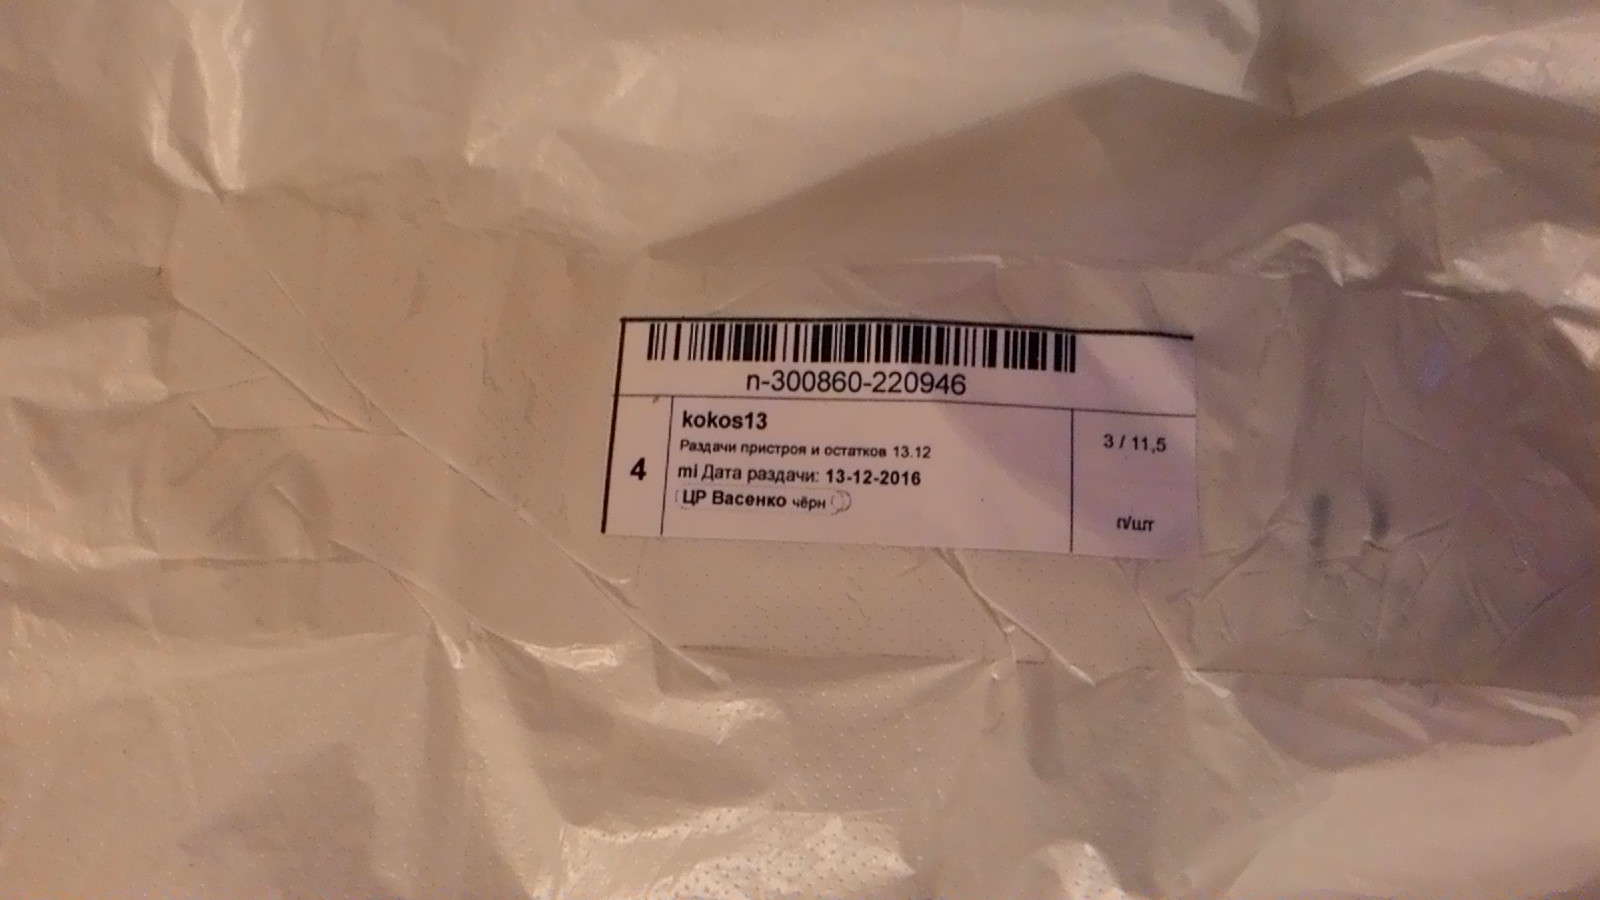 n-300860-220946
kokos13
Раздачи пристроя и остатков 13.12
mi Дата раздачи: 13-12-2016
ЦР Васенко чёрн
4
3 / 11,5
п/шт